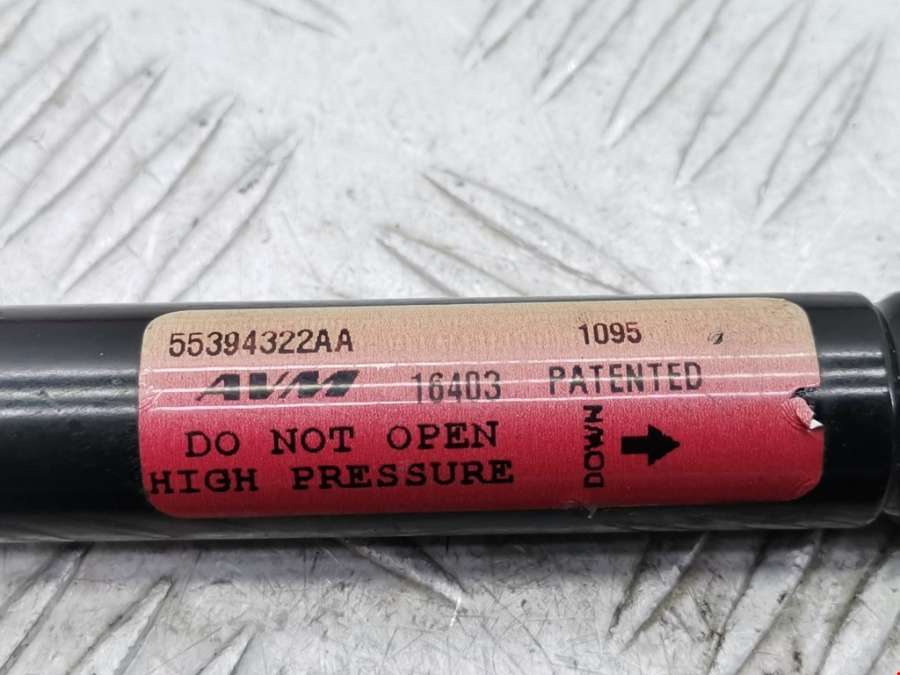 55394322AA 1095
AVM 16403 PATENTED
DO NOT OPEN
HIGH PRESSURE
DOWN